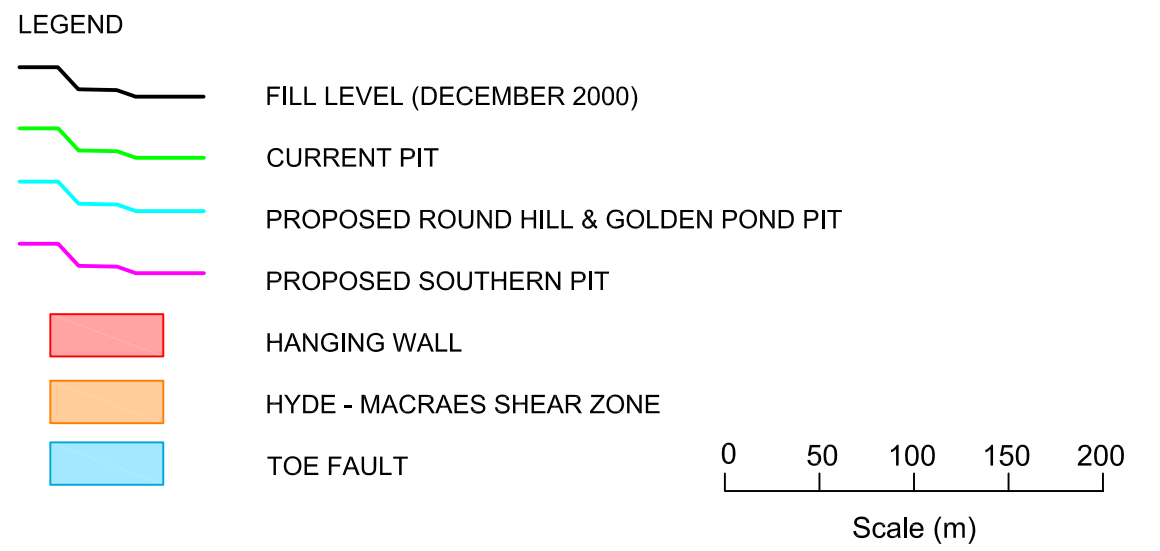 LEGEND
FILL LEVEL (DECEMBER 2000)
CURRENT PIT
PROPOSED ROUND HILL & GOLDEN POND PIT
PROPOSED SOUTHERN PIT
HANGING WALL
HYDE - MACRAES SHEAR ZONE
TOE FAULT
0 50 100 150 200
Scale (m)